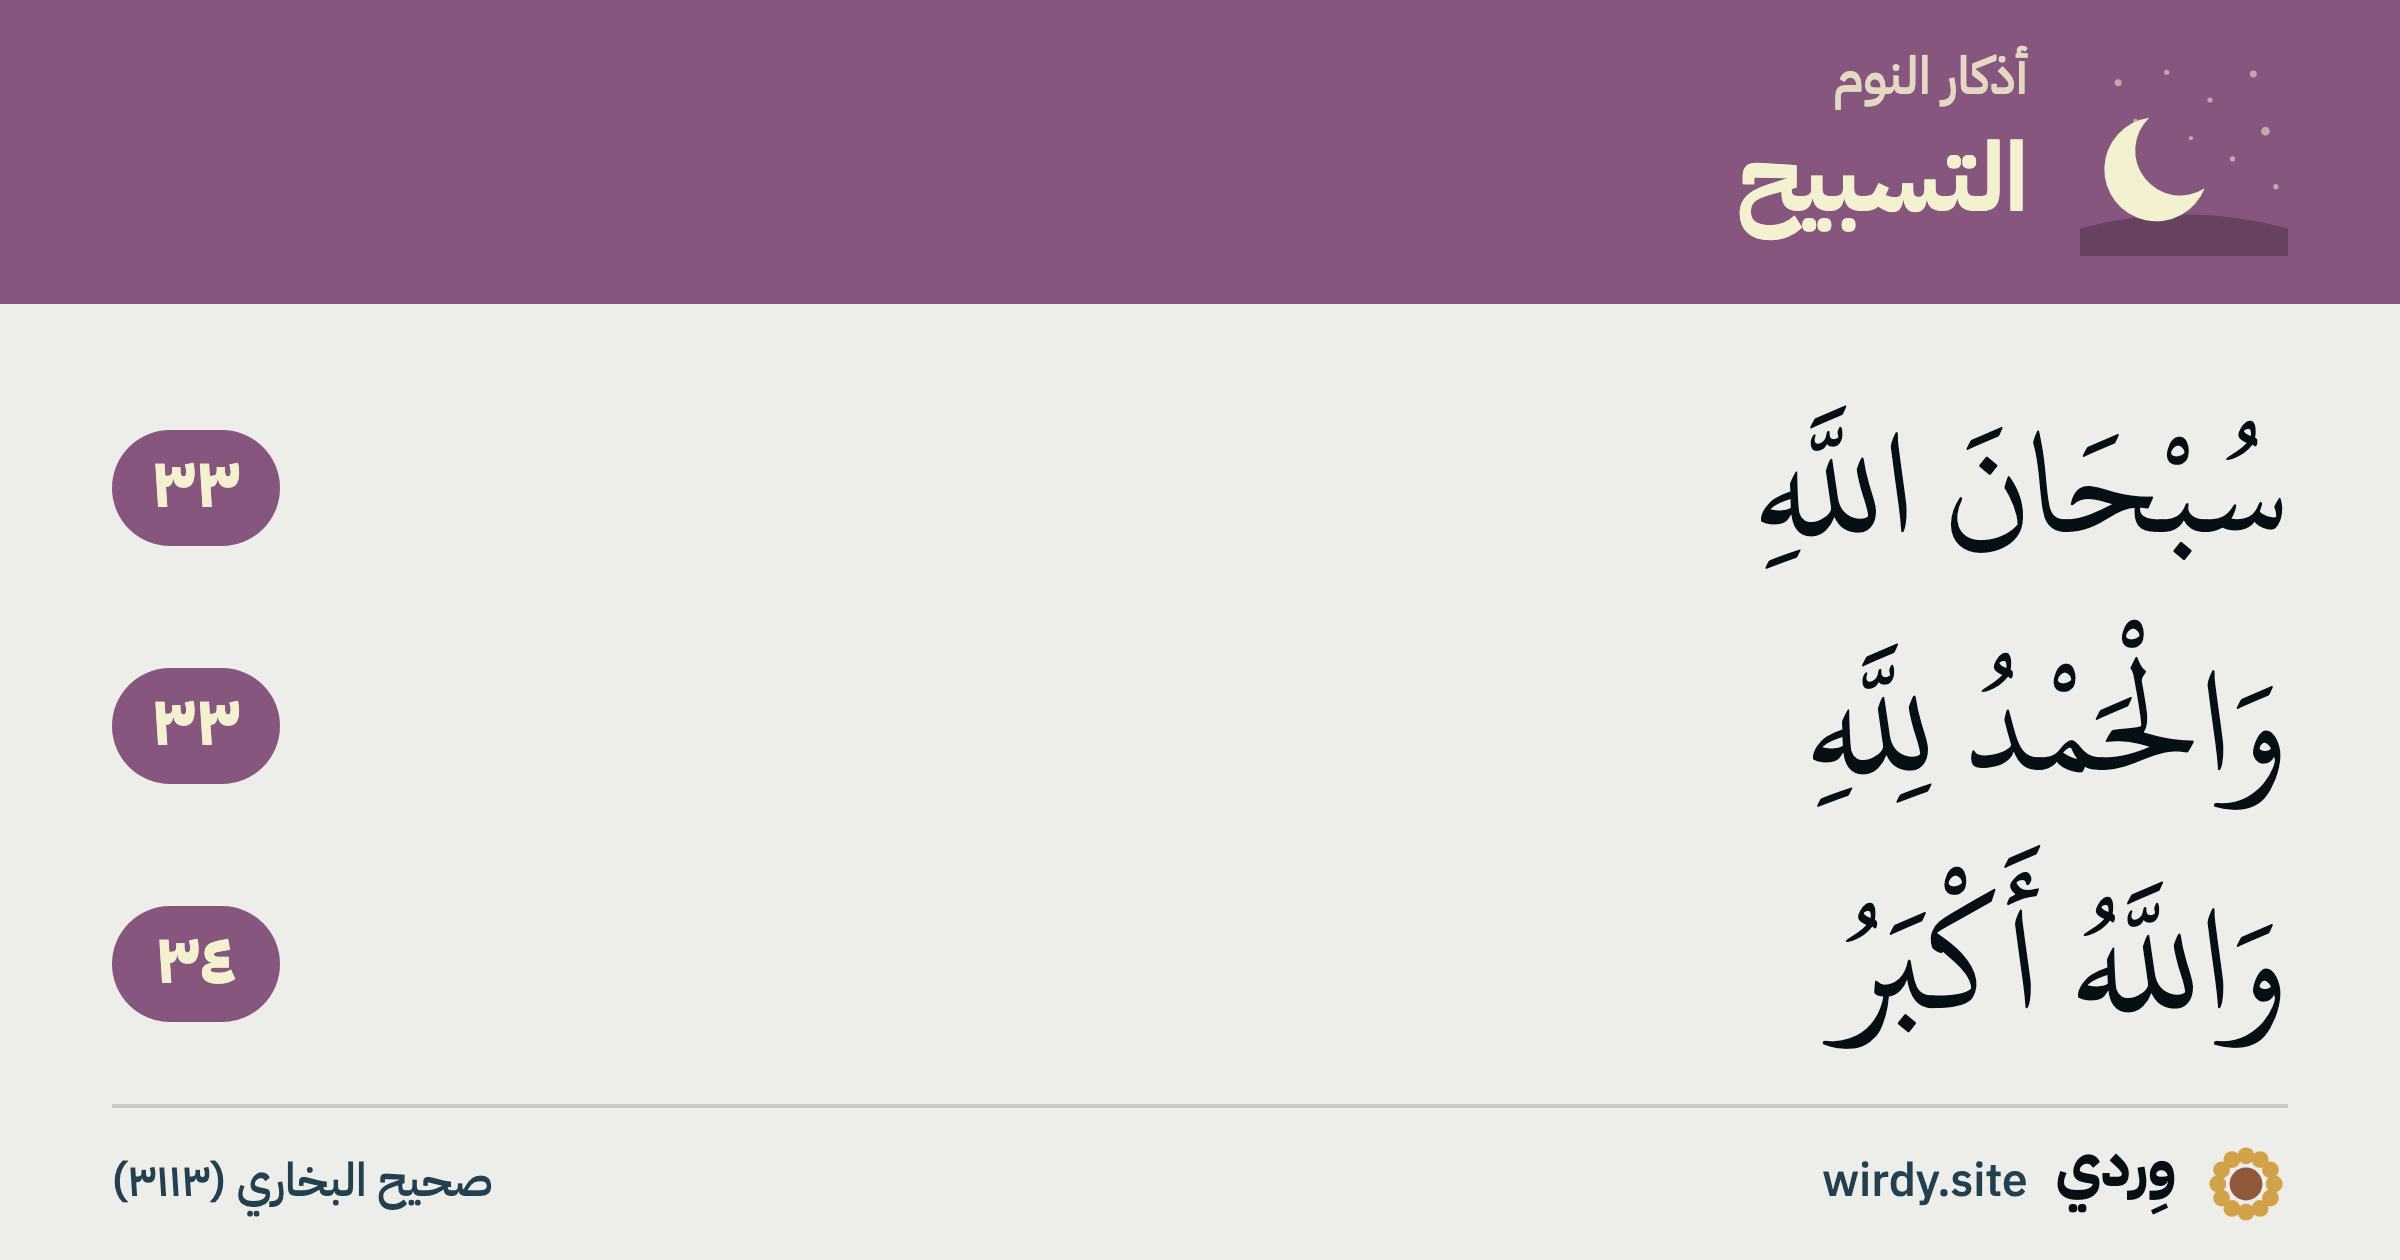 أذكار النوم
التسبيح
سُبْحَانَ اللَّهِ ٣٣
وَالْحَمْدُ لِلَّهِ ٣٣
وَاللَّهُ أَكْبَرُ ٣٤
وِردي wirdy.site صحيح البخاري (٣١١٣)